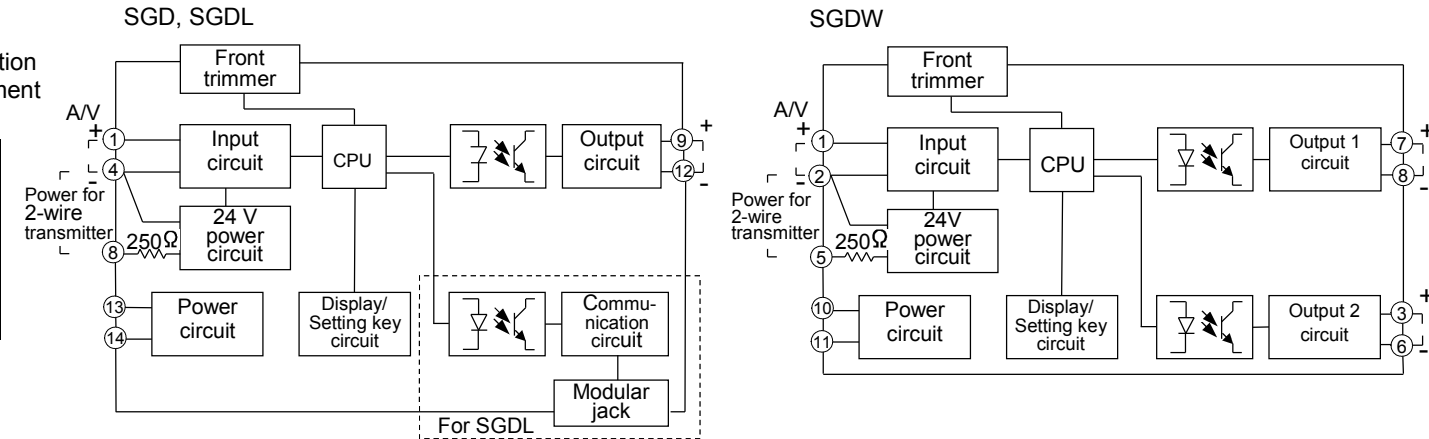 SGD, SGDL
Front
trimmer
A/V
+
1
4
-
Power for
2-wire
transmitter
8
250Ω
Input
circuit
24 V
power
circuit
CPU
Output
circuit
9
+
12
-
13
14
Power
circuit
Display/
Setting key
circuit
Commu-
nication
circuit
Modular
jack
For SGDL
SGDW
Front
trimmer
A/V
+
1
2
-
Power for
2-wire
transmitter
5
250Ω
Input
circuit
24V
power
circuit
CPU
Output 1
circuit
7
+
8
-
10
11
Power
circuit
Display/
Setting key
circuit
Output 2
circuit
3
+
6
-